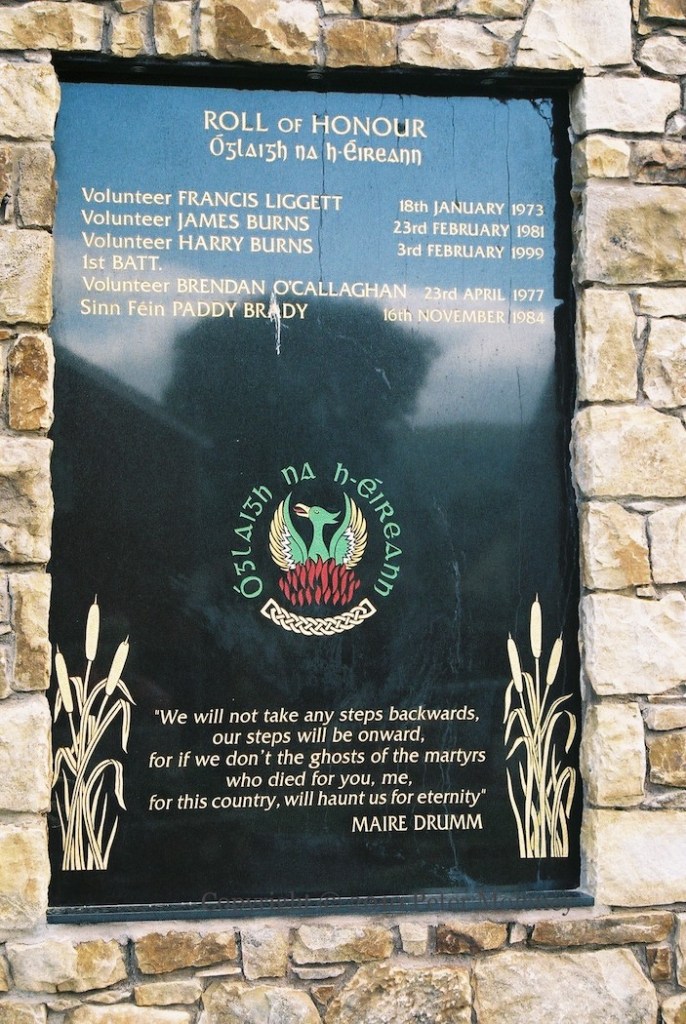 ROLL OF HONOUR
Óglaigh na h-Éireann
Volunteer FRANCIS LIGGETT 18th JANUARY 1973
Volunteer JAMES BURNS 23rd FEBRUARY 1981
Volunteer HARRY BURNS 3rd FEBRUARY 1999
1st BATT.
Volunteer BRENDAN O'CALLAGHAN 23rd APRIL 1977
Sinn Féin PADDY BRADY 16th NOVEMBER 1984
Óglaigh na h-Éireann
"We will not take any steps backwards,
our steps will be onward,
for if we don't the ghosts of the martyrs
who died for you, me,
for this country, will haunt us for eternity"
MAIRE DRUMM
Copyright © Peter